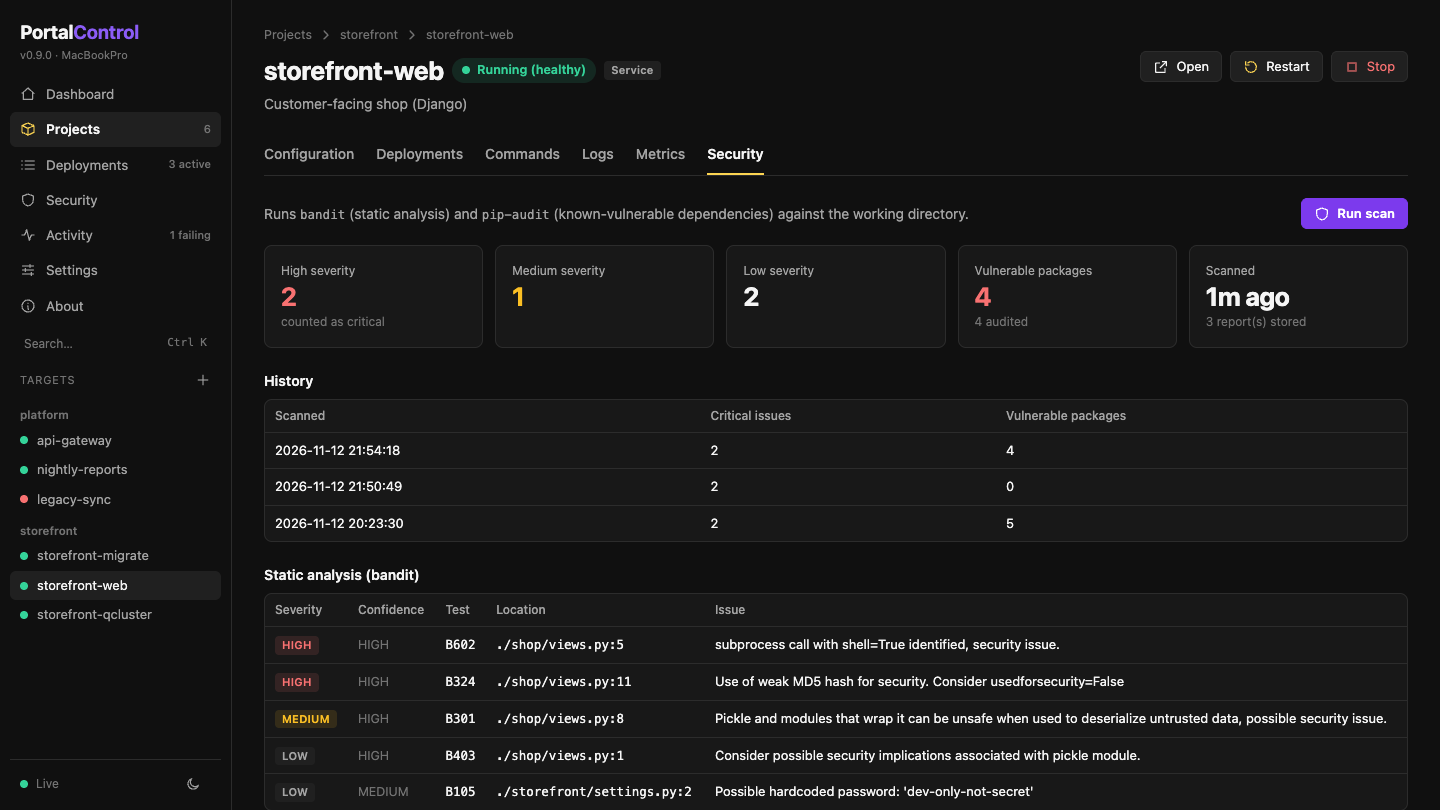 PortalControl
v0.9.0 · MacBookPro
Dashboard
Projects 6
Deployments 3 active
Security
Activity 1 failing
Settings
About
Search... Ctrl K
TARGETS
platform
api-gateway
nightly-reports
legacy-sync
storefront
storefront-migrate
storefront-web
storefront-qcluster
Live
Projects > storefront > storefront-web
storefront-web Running (healthy) Service
Open Restart Stop
Customer-facing shop (Django)
Configuration Deployments Commands Logs Metrics Security
Runs bandit (static analysis) and pip-audit (known-vulnerable dependencies) against the working directory.
Run scan
High severity
2
counted as critical
Medium severity
1
Low severity
2
Vulnerable packages
4
4 audited
Scanned
1m ago
3 report(s) stored
History
Scanned Critical issues Vulnerable packages
2026-11-12 21:54:18 2 4
2026-11-12 21:50:49 2 0
2026-11-12 20:23:30 2 5
Static analysis (bandit)
Severity Confidence Test Location Issue
HIGH HIGH B602 ./shop/views.py:5 subprocess call with shell=True identified, security issue.
HIGH HIGH B324 ./shop/views.py:11 Use of weak MD5 hash for security. Consider usedforsecurity=False
MEDIUM HIGH B301 ./shop/views.py:8 Pickle and modules that wrap it can be unsafe when used to deserialize untrusted data, possible security issue.
LOW HIGH B403 ./shop/views.py:1 Consider possible security implications associated with pickle module.
LOW MEDIUM B105 ./storefront/settings.py:2 Possible hardcoded password: 'dev-only-not-secret'